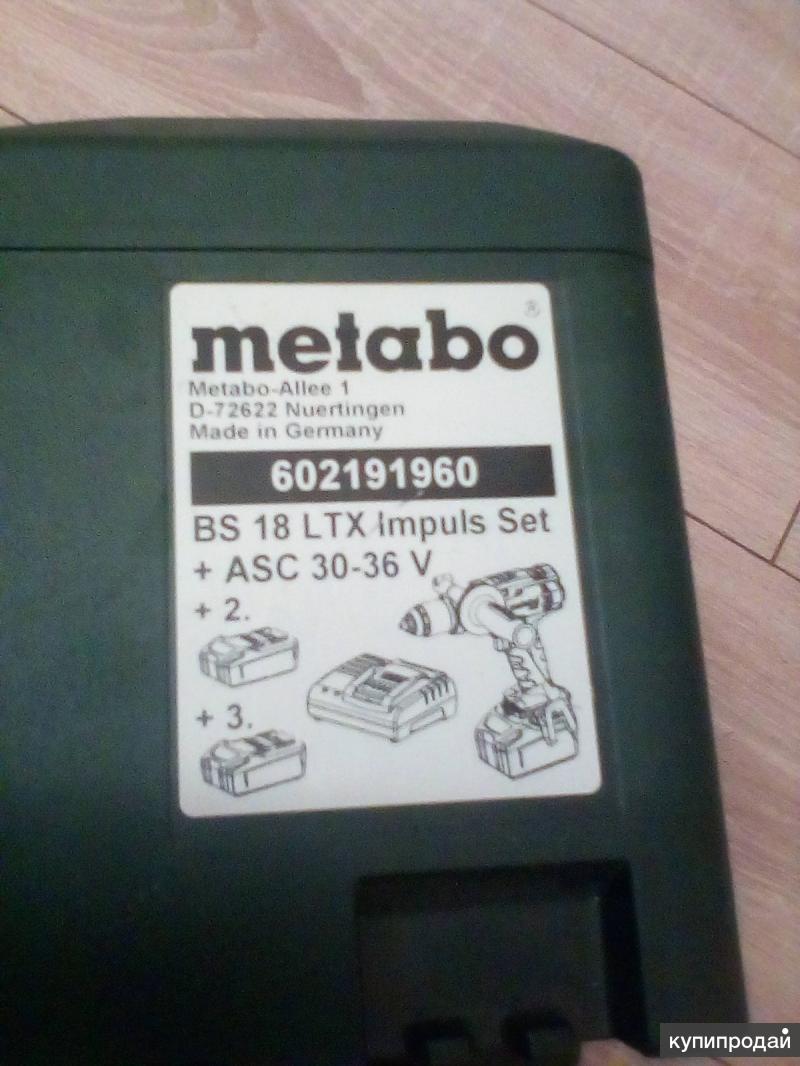 metabo®
Metabo-Allee 1
D-72622 Nuertingen
Made in Germany
602191960
BS 18 LTX Impuls Set
+ ASC 30-36 V
+ 2.
+ 3.
купипродай